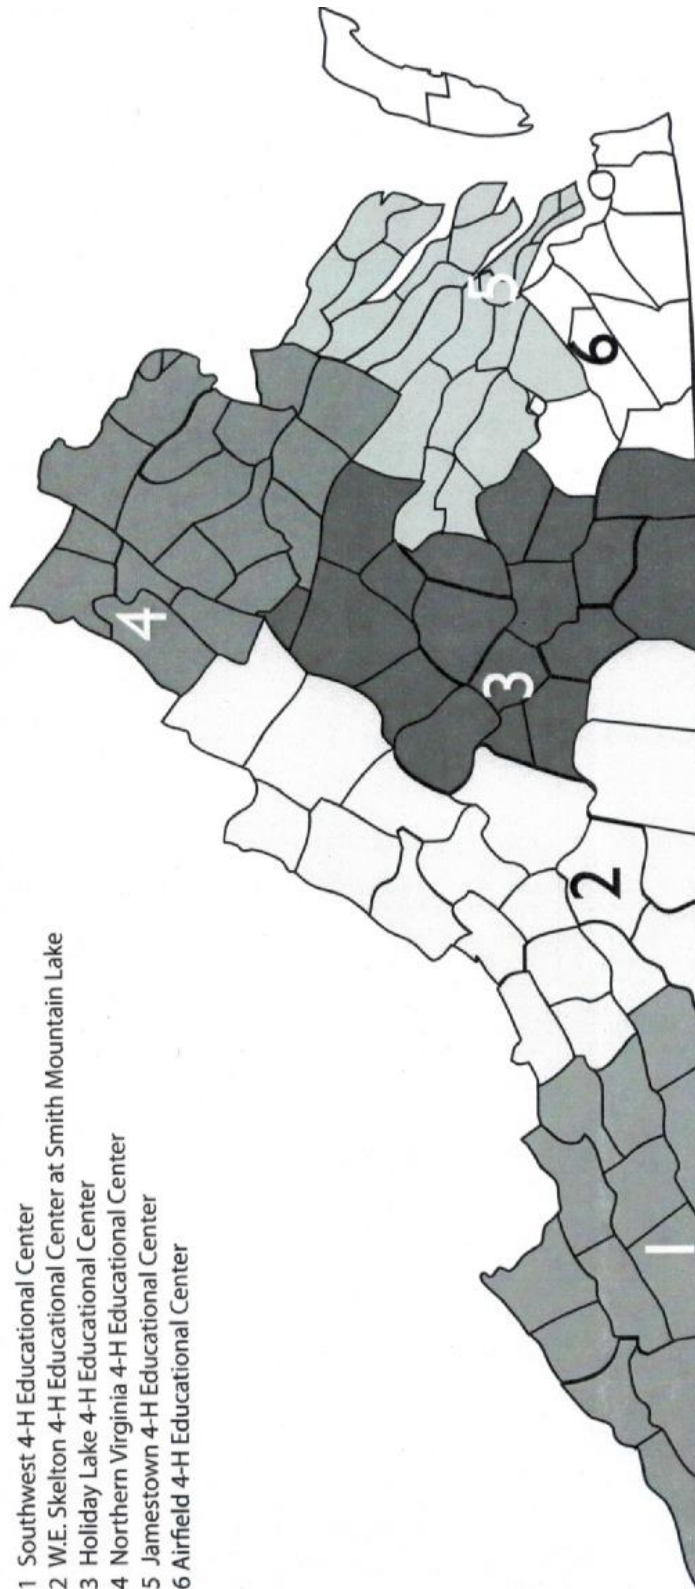 1 Southwest 4-H Educational Center
2 W.E. Skelton 4-H Educational Center at Smith Mountain Lake
3 Holiday Lake 4-H Educational Center
4 Northern Virginia 4-H Educational Center
5 Jamestown 4-H Educational Center
6 Airfield 4-H Educational Center
4
5
3
6
2
1